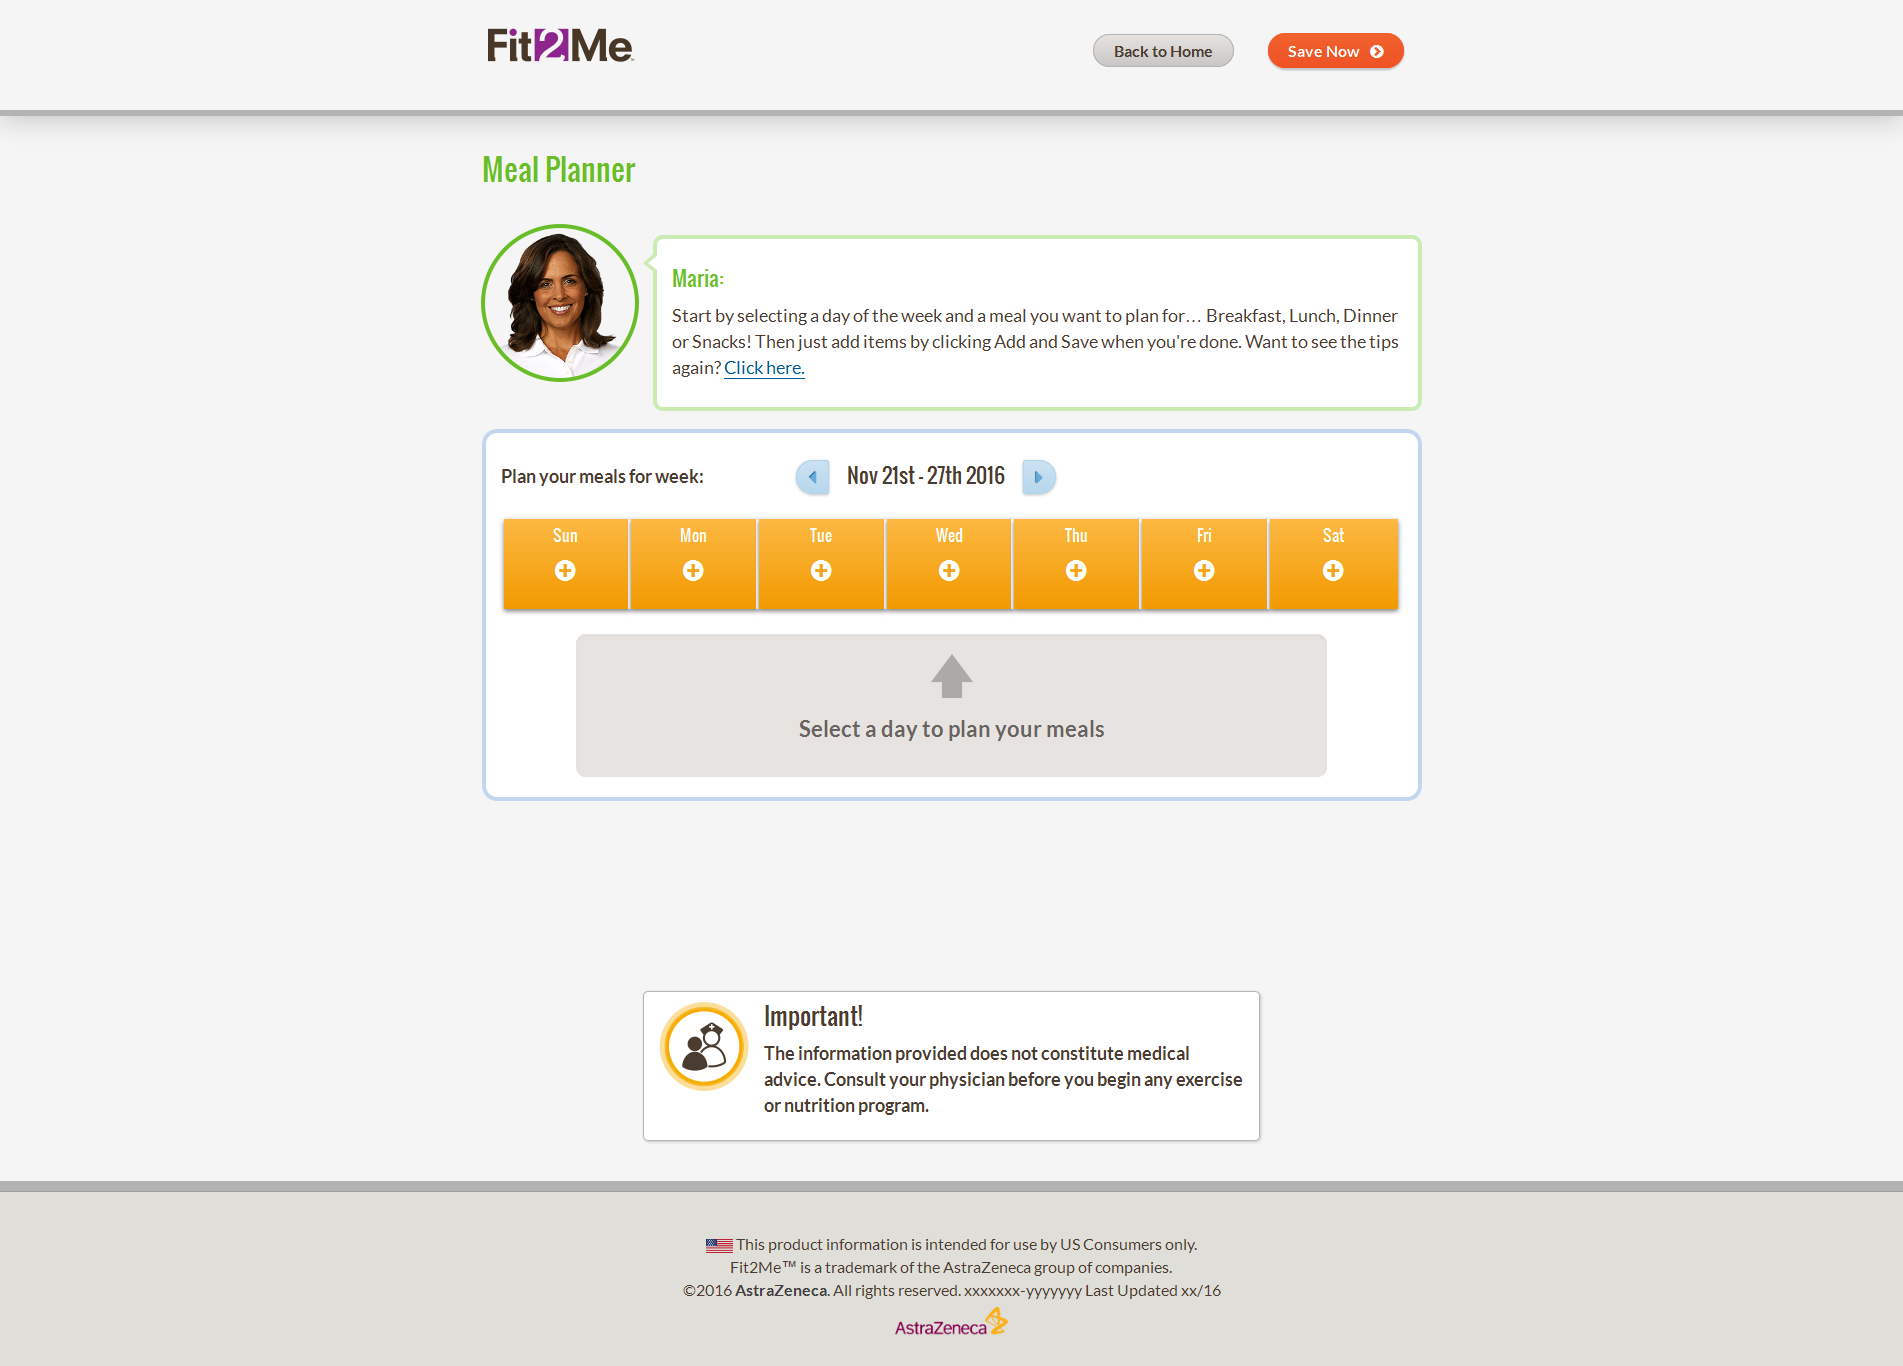 Fit2Me
Back to Home
Save Now
Meal Planner
Maria:
Start by selecting a day of the week and a meal you want to plan for… Breakfast, Lunch, Dinner
or Snacks! Then just add items by clicking Add and Save when you're done. Want to see the tips
again? Click here.
Plan your meals for week:
Nov 21st - 27th 2016
Sun Mon Tue Wed Thu Fri Sat
Select a day to plan your meals
Important!
The information provided does not constitute medical
advice. Consult your physician before you begin any exercise
or nutrition program.
This product information is intended for use by US Consumers only.
Fit2Me™ is a trademark of the AstraZeneca group of companies.
©2016 AstraZeneca. All rights reserved. xxxxxxx-yyyyyyy Last Updated xx/16
AstraZeneca